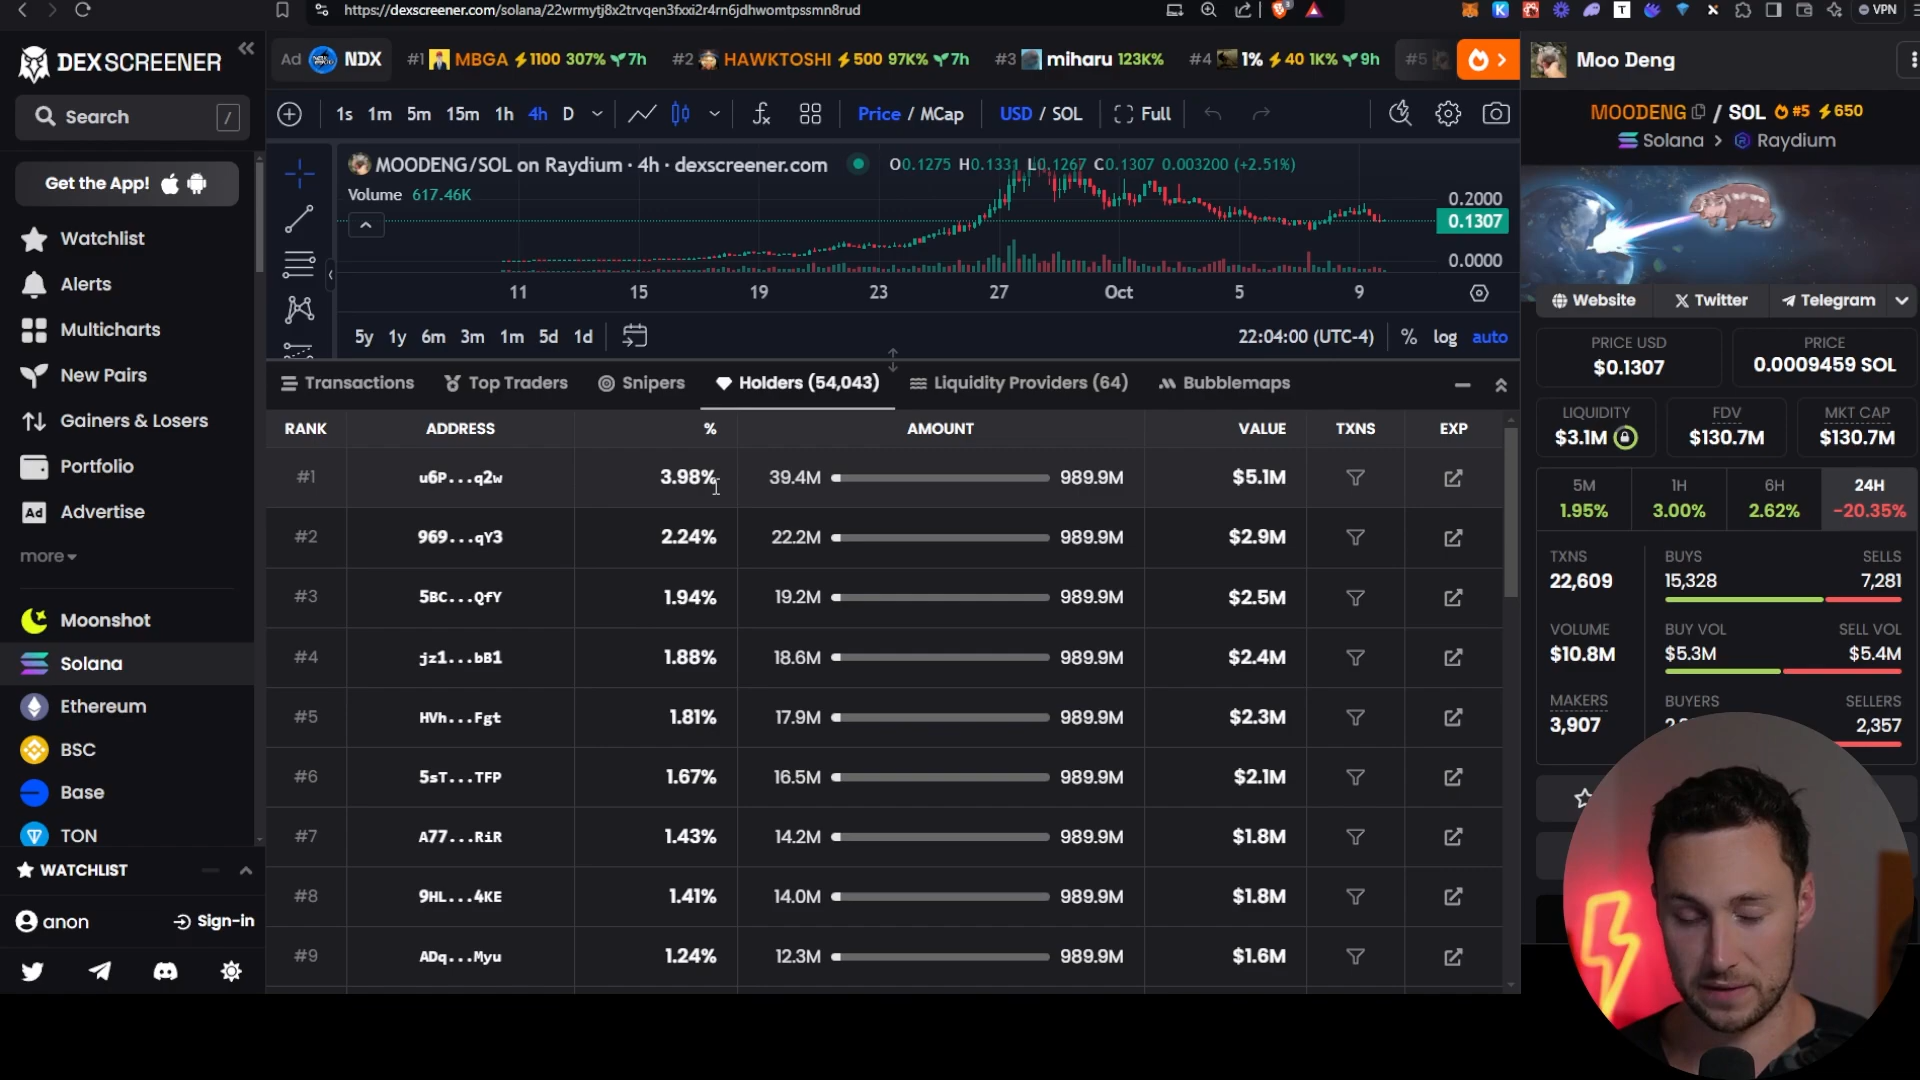 https://dexscreener.com/solana/22wrmytj8x2trvqen3fxxi2r4rn6jdhwomtpssmn8rud
VPN
DEX SCREENER
Ad NDX #1 MBGA 1100 307% 7h #2 HAWKTOSHI 500 97K% 7h #3 miharu 123K% #4 1% 40 1K% 9h #5
Moo Deng
Search /
1s 1m 5m 15m 1h 4h D Price / MCap USD / SOL Full
MOODENG / SOL #5 650
Solana > Raydium
MOODENG/SOL on Raydium · 4h · dexscreener.com O0.1275 H0.1331 L0.1267 C0.1307 0.003200 (+2.51%)
Volume 617.46K
0.2000
0.1307
0.0000
11 15 19 23 27 Oct 5 9
5y 1y 6m 3m 1m 5d 1d 22:04:00 (UTC-4) % log auto
Get the App!
Watchlist
Alerts
Multicharts
New Pairs
Gainers & Losers
Portfolio
Ad Advertise
more
Moonshot
Solana
Ethereum
BSC
Base
TON
WATCHLIST
anon Sign-in
Transactions Top Traders Snipers Holders (54,043) Liquidity Providers (64) Bubblemaps
RANK ADDRESS % AMOUNT VALUE TXNS EXP
#1 u6P...q2w 3.98% 39.4M 989.9M $5.1M
#2 969...qY3 2.24% 22.2M 989.9M $2.9M
#3 5BC...QfY 1.94% 19.2M 989.9M $2.5M
#4 jz1...bB1 1.88% 18.6M 989.9M $2.4M
#5 HVh...Fgt 1.81% 17.9M 989.9M $2.3M
#6 5sT...TFP 1.67% 16.5M 989.9M $2.1M
#7 A77...RiR 1.43% 14.2M 989.9M $1.8M
#8 9HL...4KE 1.41% 14.0M 989.9M $1.8M
#9 ADq...Myu 1.24% 12.3M 989.9M $1.6M
Website Twitter Telegram
PRICE USD PRICE
$0.1307 0.0009459 SOL
LIQUIDITY FDV MKT CAP
$3.1M $130.7M $130.7M
5M 1H 6H 24H
1.95% 3.00% 2.62% -20.35%
TXNS BUYS SELLS
22,609 15,328 7,281
VOLUME BUY VOL SELL VOL
$10.8M $5.3M $5.4M
MAKERS BUYERS SELLERS
3,907 2,357